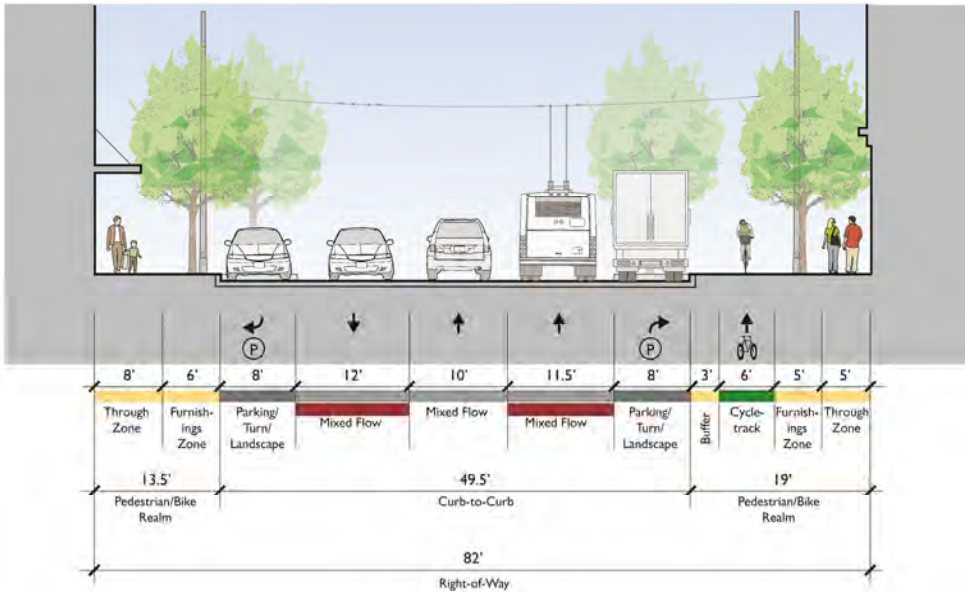 P
P
8' 6' 8' 12' 10' 11.5' 8' 3' 6' 5' 5'
Through
Zone
Furnish-
ings
Zone
Parking/
Turn/
Landscape
Mixed Flow
Mixed Flow
Mixed Flow
Parking/
Turn/
Landscape
Buffer
Cycle-
track
Furnish-
ings
Zone
Through
Zone
13.5' 49.5' 19'
Pedestrian/Bike
Realm
Curb-to-Curb
Pedestrian/Bike
Realm
82'
Right-of-Way